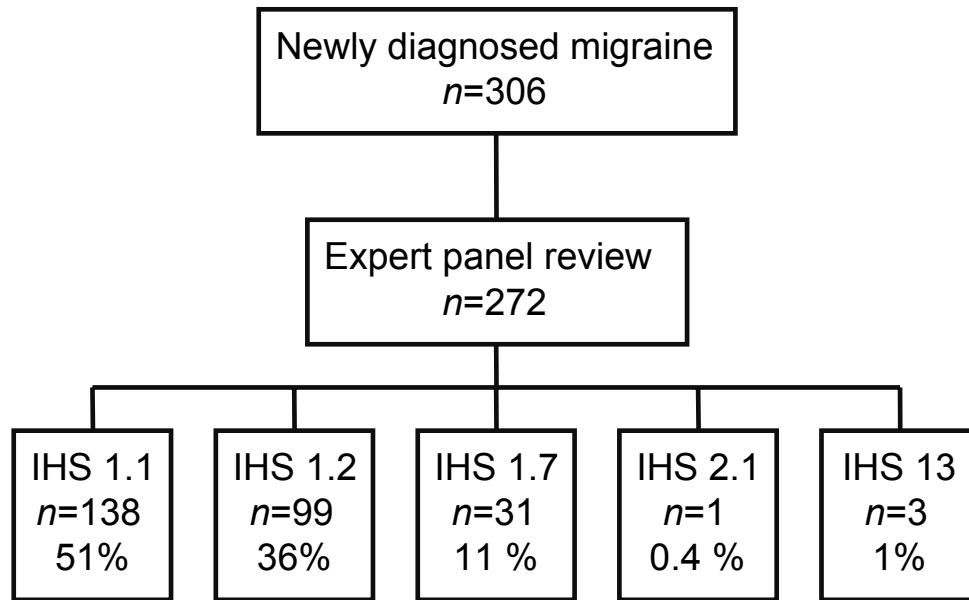 Newly diagnosed migraine
n=306
Expert panel review
n=272
IHS 1.1
n=138
51%
IHS 1.2
n=99
36%
IHS 1.7
n=31
11 %
IHS 2.1
n=1
0.4 %
IHS 13
n=3
1%